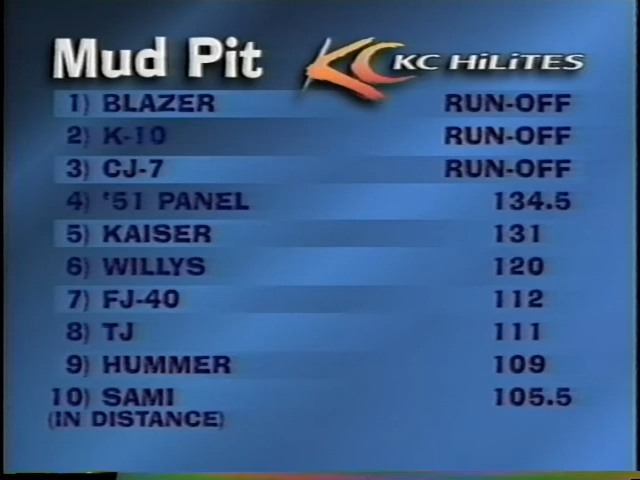 Mud Pit KC HiLiTES
1) BLAZER RUN-OFF
2) K-10 RUN-OFF
3) CJ-7 RUN-OFF
4) '51 PANEL 134.5
5) KAISER 131
6) WILLYS 120
7) FJ-40 112
8) TJ 111
9) HUMMER 109
10) SAMI 105.5
(IN DISTANCE)